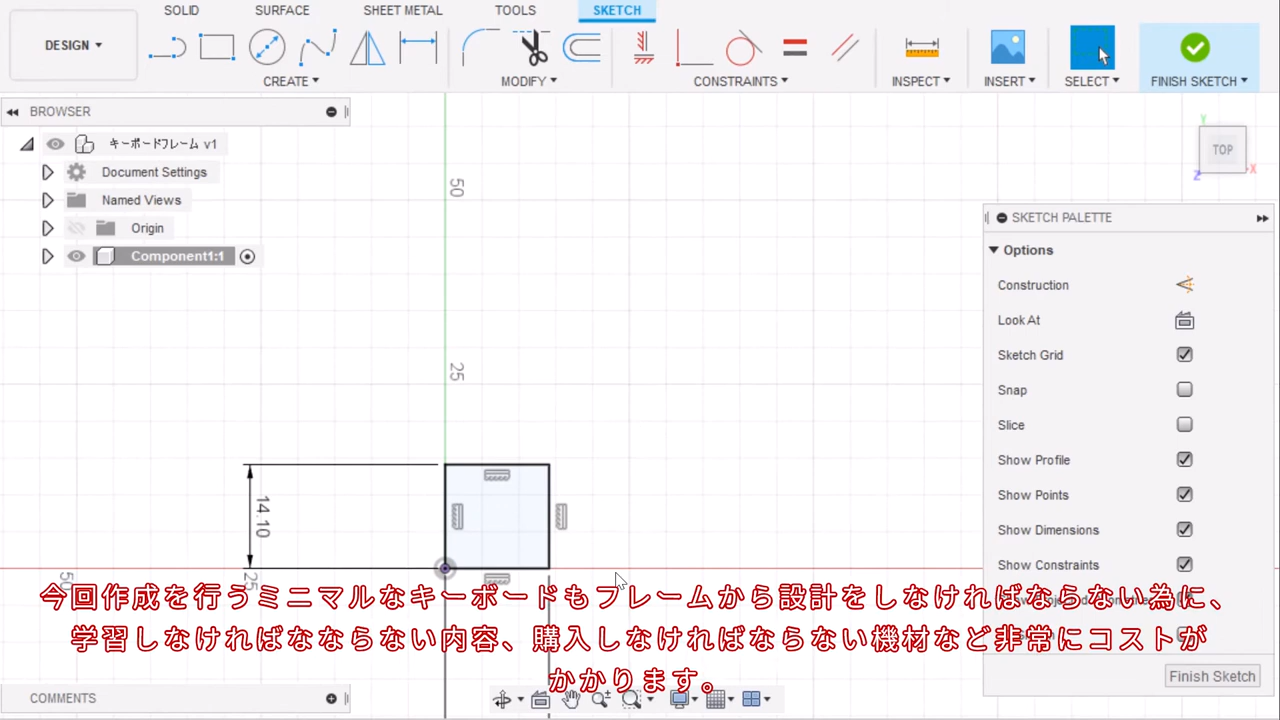 SOLID SURFACE SHEET METAL TOOLS SKETCH
DESIGN
CREATE MODIFY CONSTRAINTS INSPECT INSERT SELECT FINISH SKETCH
BROWSER
キーボードフレーム v1
Document Settings
Named Views
Origin
Component1:1
TOP
Y
X
Z
SKETCH PALETTE
Options
Construction
Look At
Sketch Grid
Snap
Slice
Show Profile
Show Points
Show Dimensions
Show Constraints
50
25
14.10
50
25
今回作成を行うミニマルなキーボードもフレームから設計をしなければならない為に、
学習しなければなならない内容、購入しなければならない機材など非常にコストが
かかります。
Finish Sketch
COMMENTS